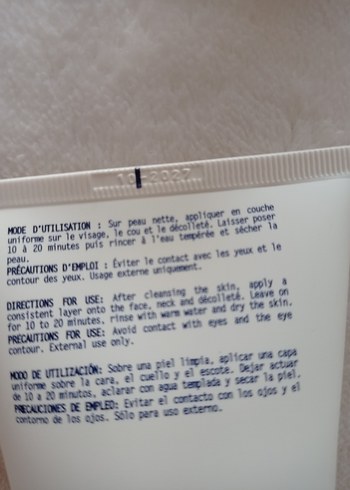 10 2027
MODE D'UTILISATION : Sur peau nette, appliquer en couche
uniforme sur le visage, le cou et le décolleté. Laisser poser
10 à 20 minutes puis rincer à l'eau tempérée et sécher la
peau.
PRÉCAUTIONS D'EMPLOI : Éviter le contact avec les yeux et le
contour des yeux. Usage externe uniquement.
DIRECTIONS FOR USE: After cleansing the skin, apply a
consistent layer onto the face, neck and décolleté. Leave on
for 10 to 20 minutes, rinse with warm water and dry the skin.
PRECAUTIONS FOR USE: Avoid contact with eyes and the eye
contour. External use only.
MODO DE UTILIZACIÓN: Sobre una piel limpia, aplicar una capa
uniforme sobre la cara, el cuello y el escote. Dejar actuar
de 10 a 20 minutos, aclarar con agua templada y secar la piel.
PRECAUCIONES DE EMPLEO: Evitar el contacto con los ojos y el
contorno de los ojos. Sólo para uso externo.